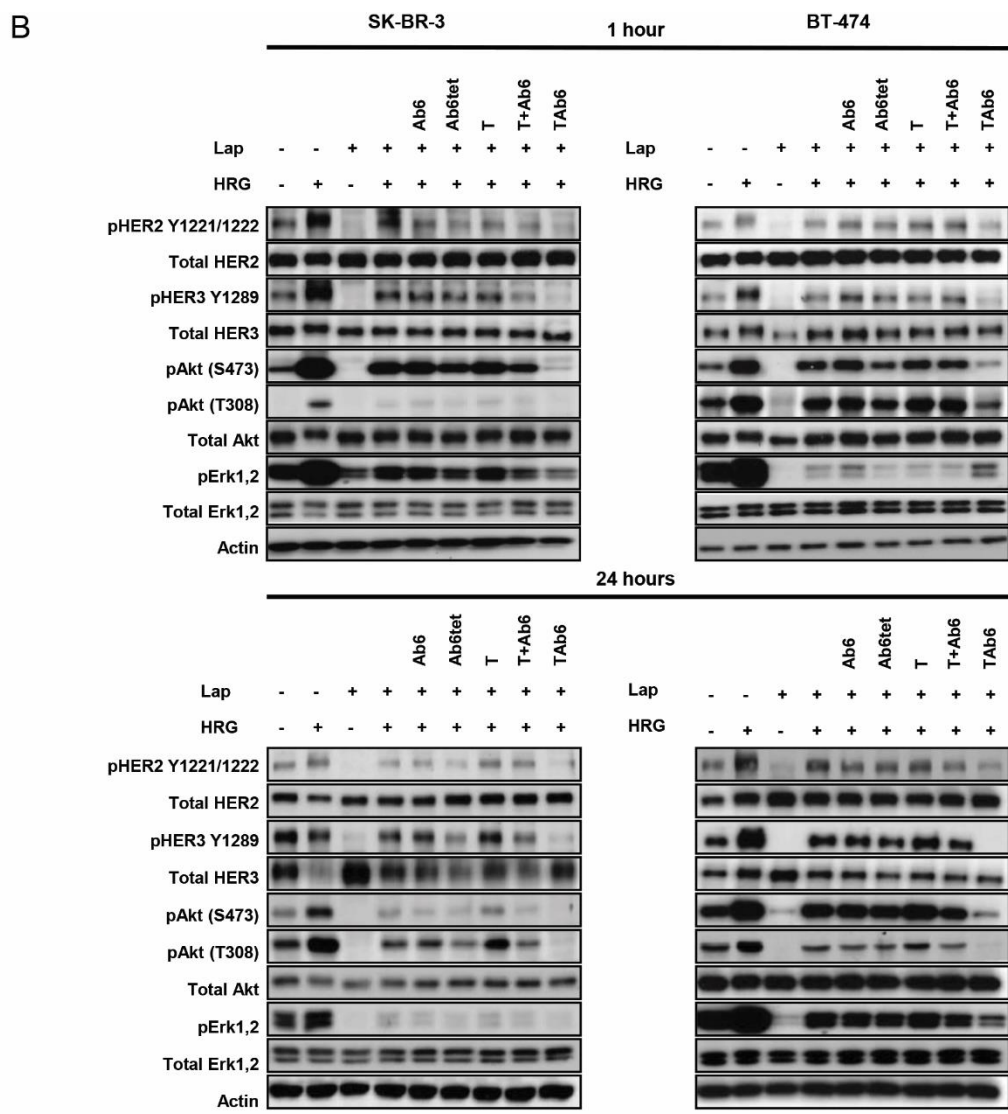 B
SK-BR-3 1 hour BT-474
Ab6 Ab6tet T T+Ab6 TAb6 Ab6 Ab6tet T T+Ab6 TAb6
Lap - - + + + + + + + Lap - - + + + + + + +
HRG - + - + + + + + + HRG - + - + + + + + +
pHER2 Y1221/1222
Total HER2
pHER3 Y1289
Total HER3
pAkt (S473)
pAkt (T308)
Total Akt
pErk1,2
Total Erk1,2
Actin
24 hours
Ab6 Ab6tet T T+Ab6 TAb6 Ab6 Ab6tet T T+Ab6 TAb6
Lap - - + + + + + + + Lap - - + + + + + + +
HRG - + - + + + + + + HRG - + - + + + + + +
pHER2 Y1221/1222
Total HER2
pHER3 Y1289
Total HER3
pAkt (S473)
pAkt (T308)
Total Akt
pErk1,2
Total Erk1,2
Actin